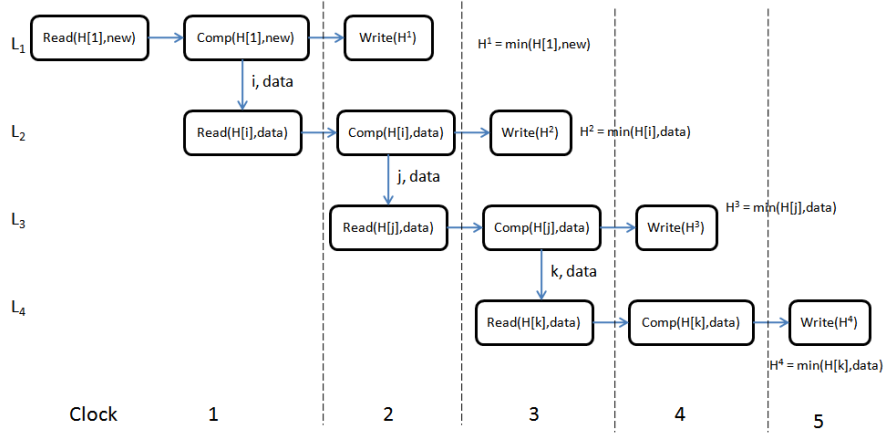 L₁ Read(H[1],new) Comp(H[1],new) Write(H¹) H¹ = min(H[1],new)
i, data
L₂ Read(H[i],data) Comp(H[i],data) Write(H²) H² = min(H[i],data)
j, data
L₃ Read(H[j],data) Comp(H[j],data) Write(H³) H³ = min(H[j],data)
k, data
L₄ Read(H[k],data) Comp(H[k],data) Write(H⁴)
H⁴ = min(H[k],data)
Clock 1 2 3 4 5